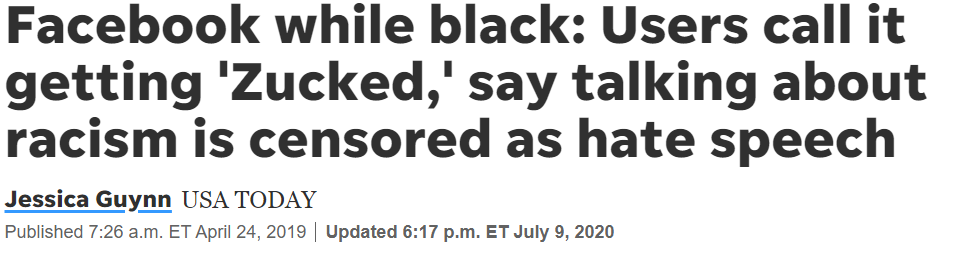 Facebook while black: Users call it
getting 'Zucked,' say talking about
racism is censored as hate speech
Jessica Guynn USA TODAY
Published 7:26 a.m. ET April 24, 2019 | Updated 6:17 p.m. ET July 9, 2020